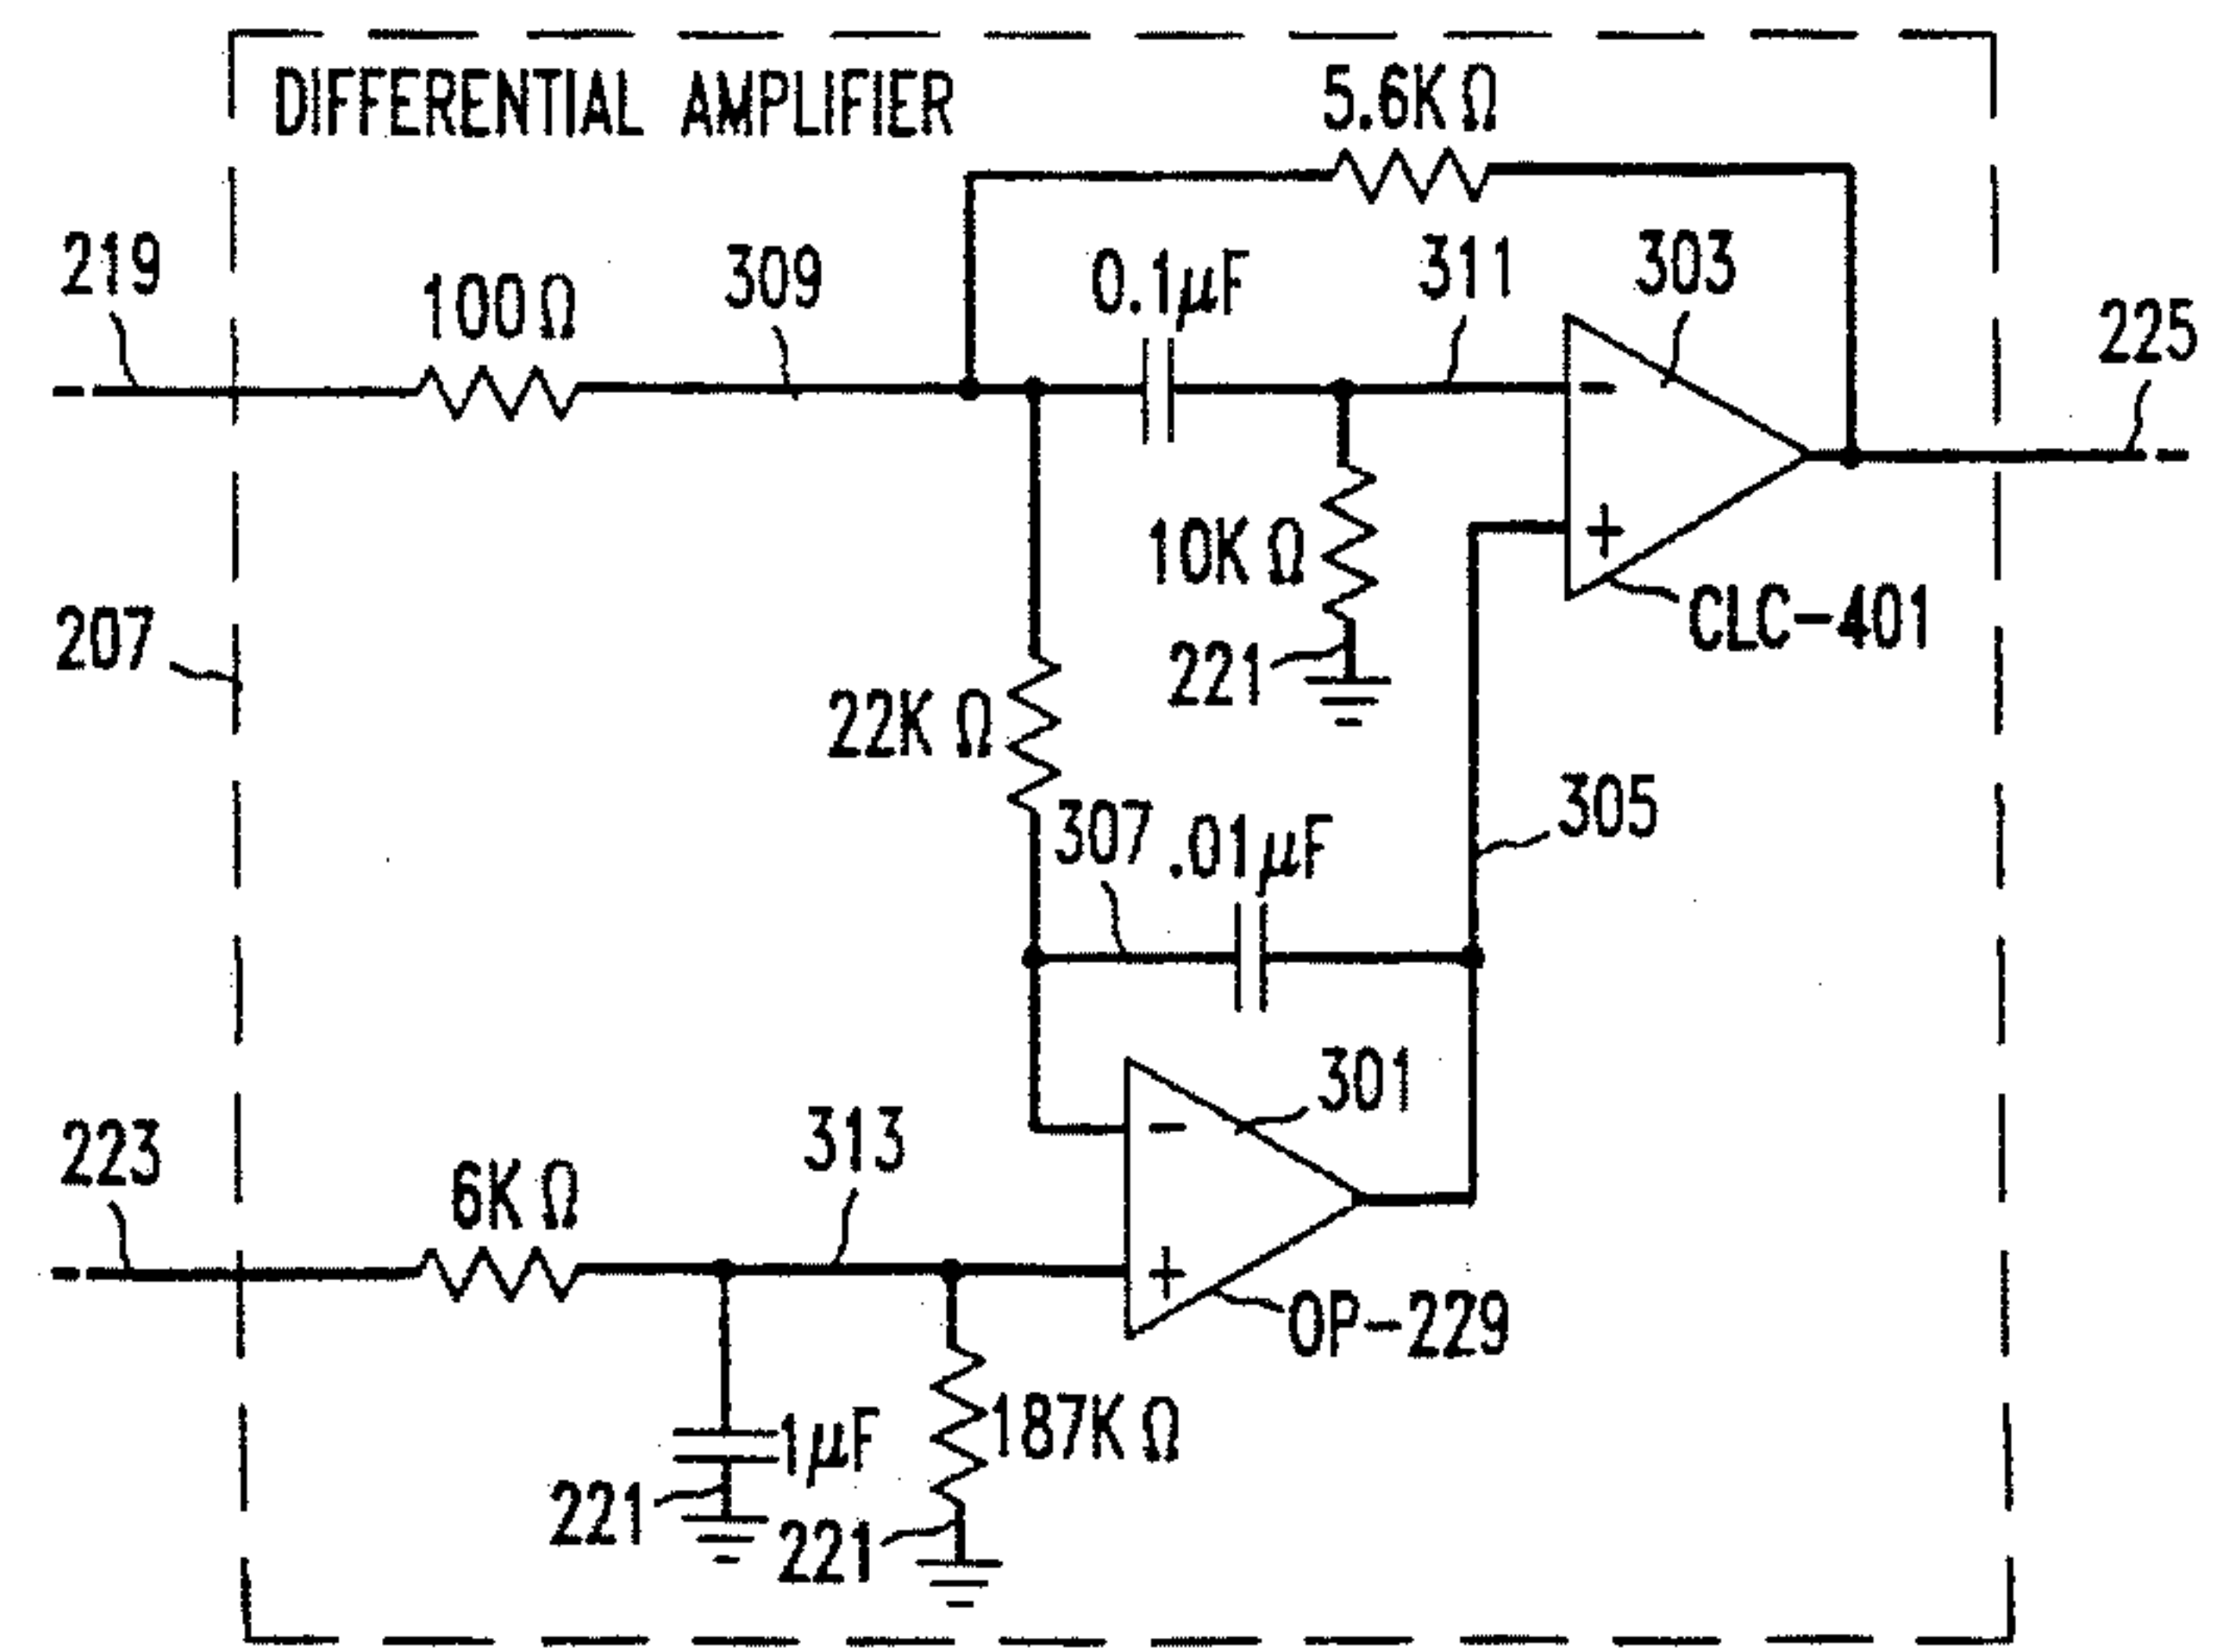 DIFFERENTIAL AMPLIFIER
5.6K Ω
219
100 Ω
309
0.1µF
311
303
225
207
10K Ω
CLC-401
221
22K Ω
307
.01µF
305
223
6K Ω
313
301
OP-229
1µF
187K Ω
221
221
-
+
-
+